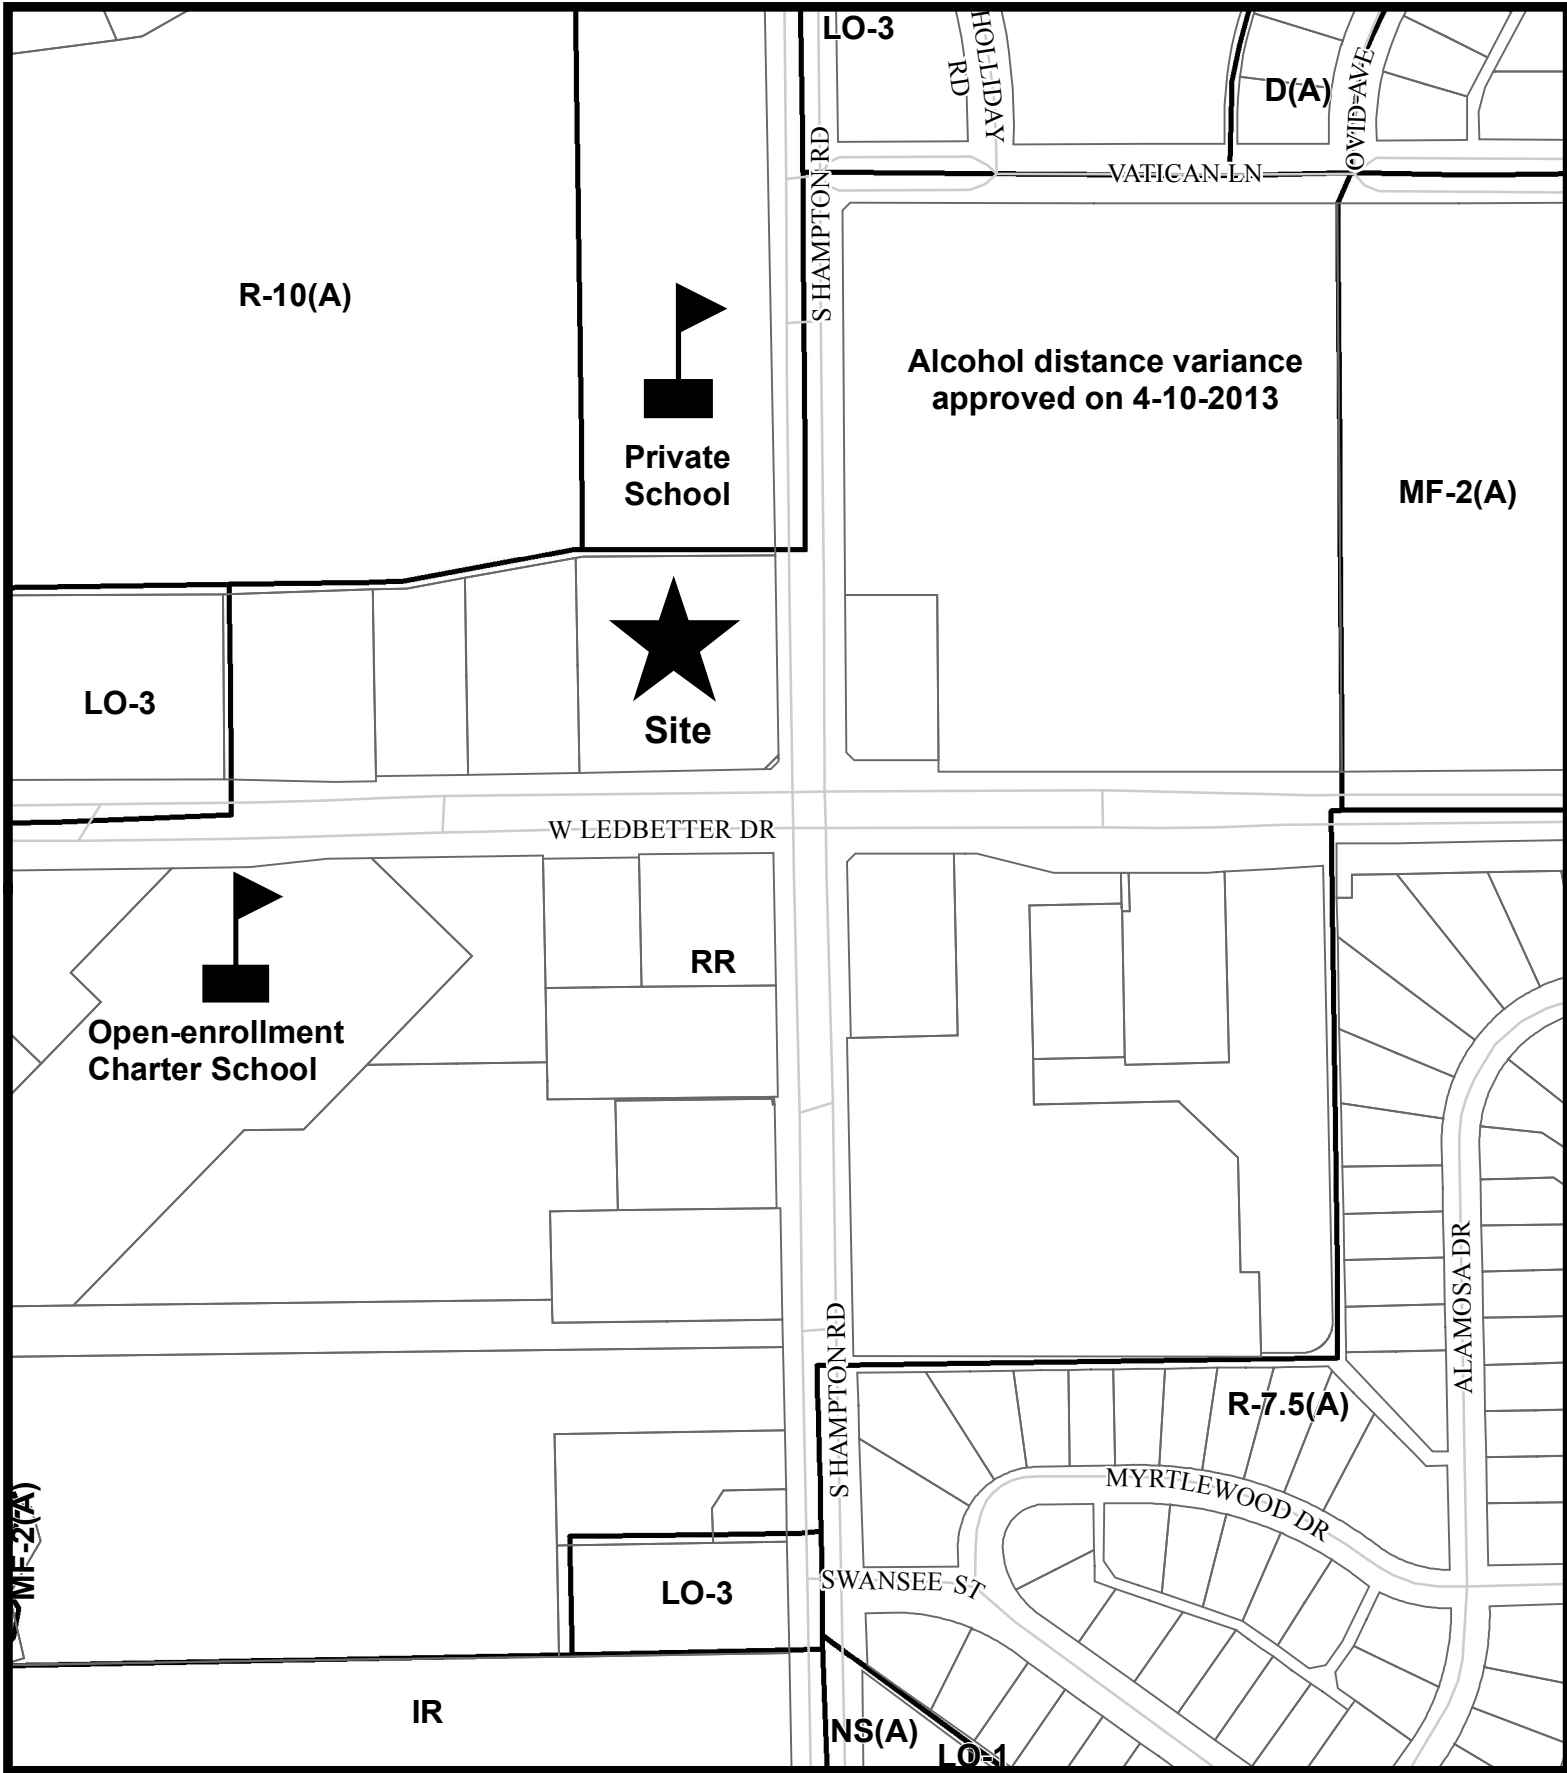 LO-3
HOLLIDAY
RD
D(A)
OVID AVE
VATICAN LN
S HAMPTON RD
R-10(A)
Alcohol distance variance
approved on 4-10-2013
Private
School
MF-2(A)
LO-3
Site
W LEDBETTER DR
RR
Open-enrollment
Charter School
ALAMOSA DR
S HAMPTON RD
R-7.5(A)
MYRTLEWOOD DR
MF-2(A)
SWANSEE ST
LO-3
IR
NS(A)
LO-1